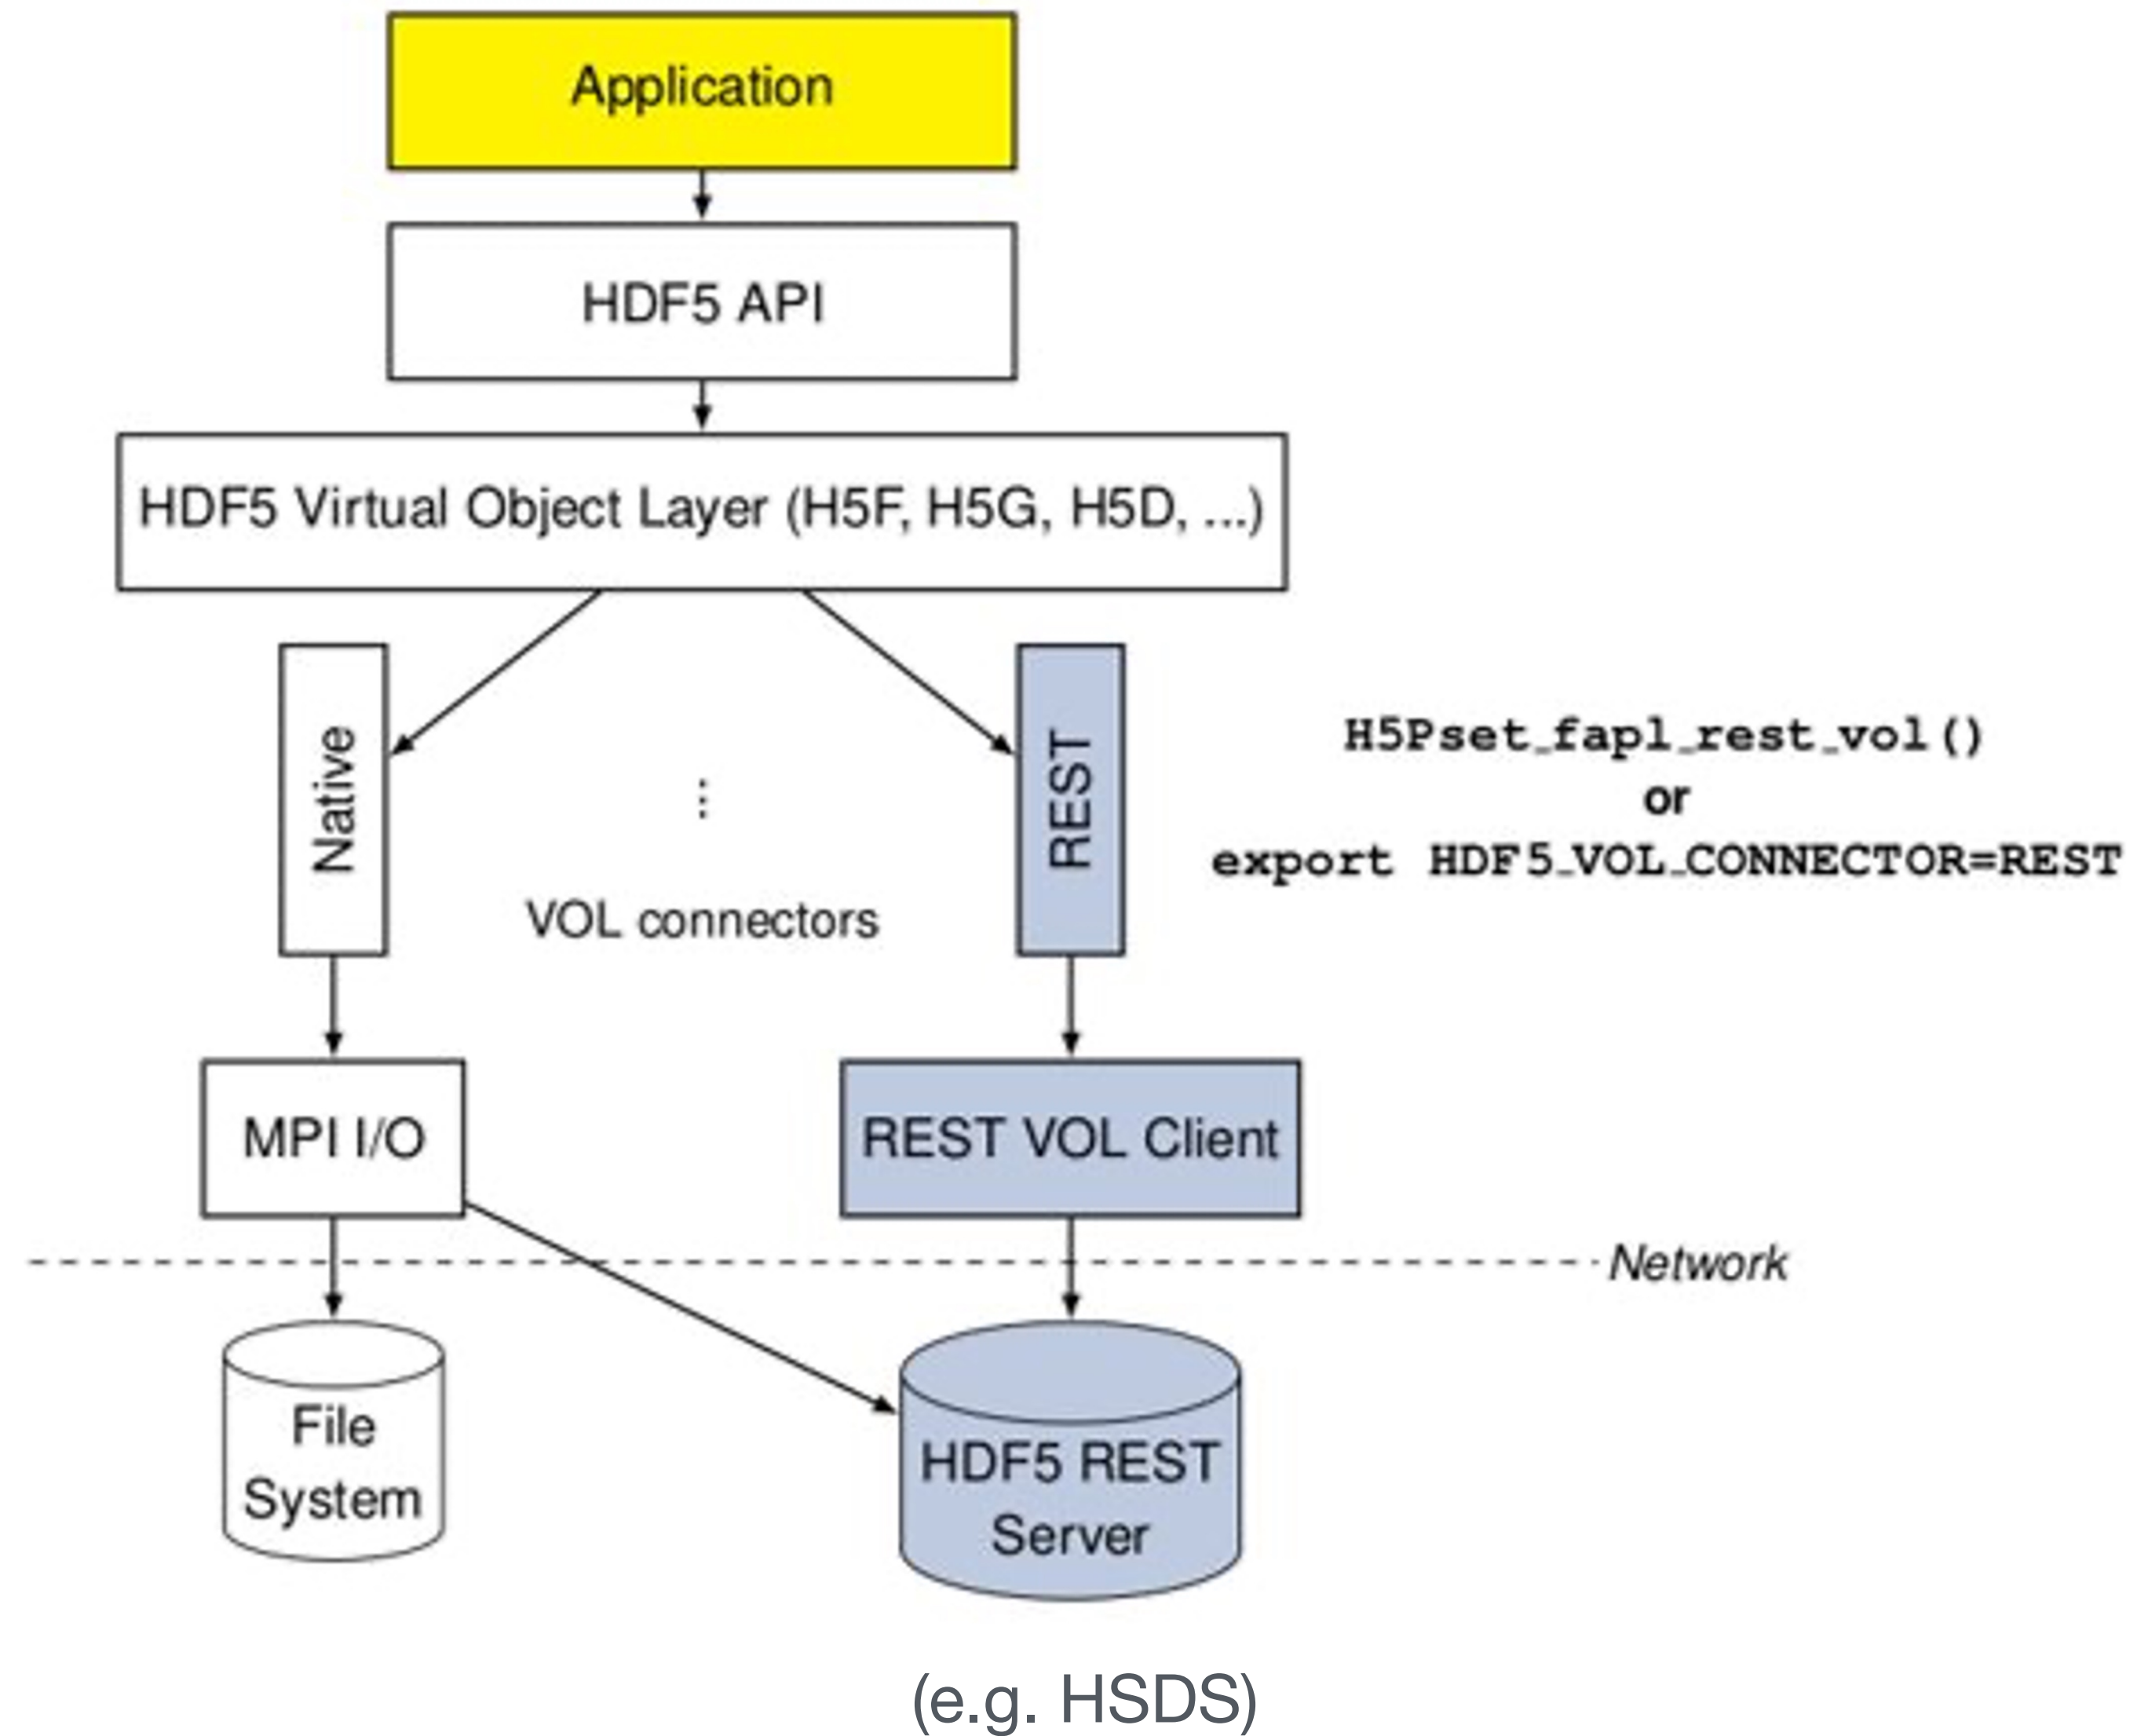 Application
HDF5 API
HDF5 Virtual Object Layer (H5F, H5G, H5D, ...)
Native
⋮
VOL connectors
REST
H5Pset_fapl_rest_vol()
or
export HDF5_VOL_CONNECTOR=REST
MPI I/O
REST VOL Client
Network
File
System
HDF5 REST
Server
(e.g. HSDS)